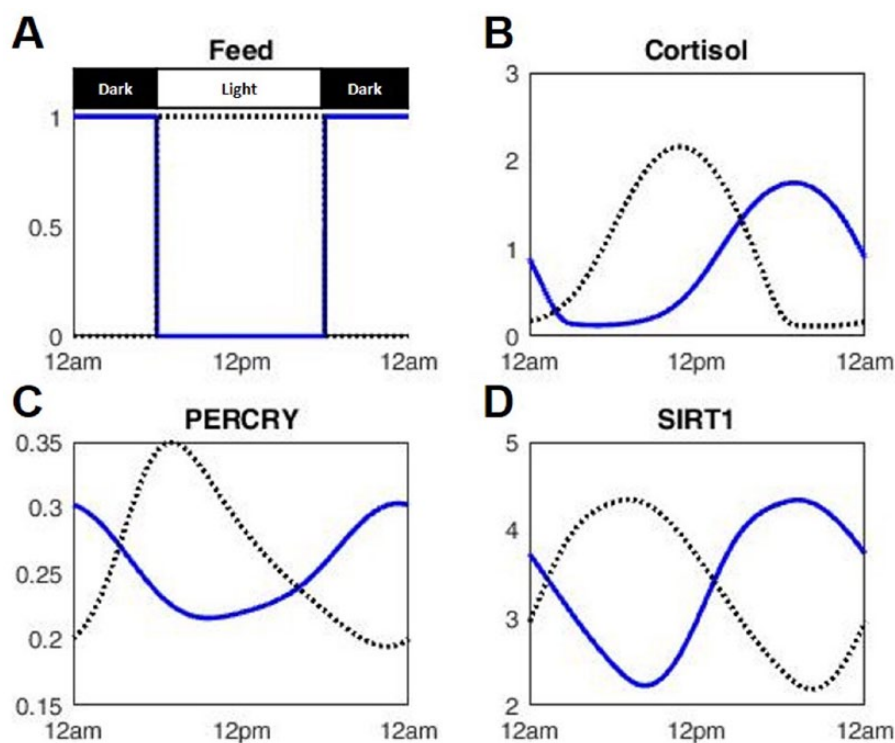 A
Feed
Dark Light Dark
1
0.5
0
12am 12pm 12am
B
Cortisol
3
2
1
0
12am 12pm 12am
C
PERCRY
0.35
0.3
0.25
0.2
0.15
12am 12pm 12am
D
SIRT1
5
4
3
2
12am 12pm 12am